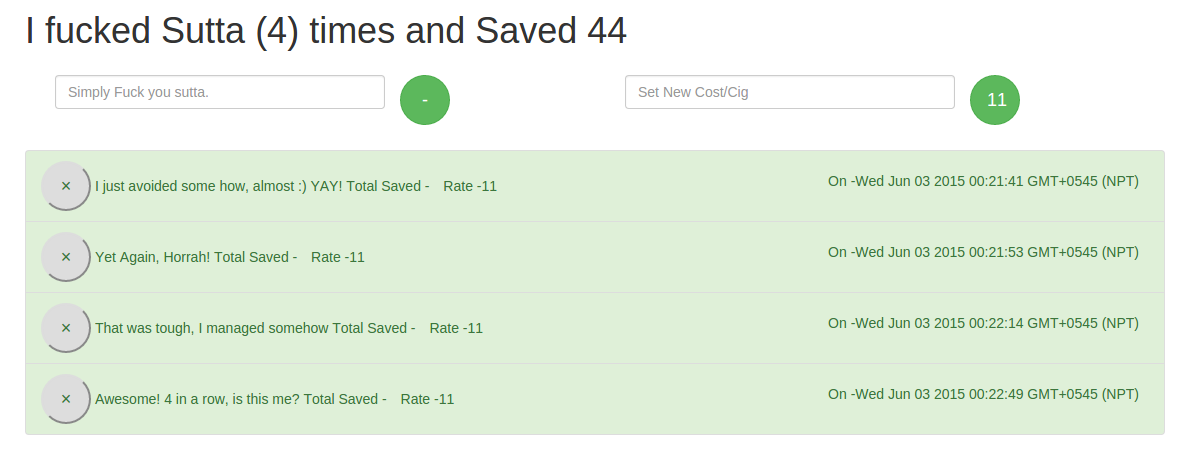 I fucked Sutta (4) times and Saved 44
Simply Fuck you sutta. - Set New Cost/Cig 11
× I just avoided some how, almost :) YAY! Total Saved - Rate -11 On -Wed Jun 03 2015 00:21:41 GMT+0545 (NPT)
× Yet Again, Horrah! Total Saved - Rate -11 On -Wed Jun 03 2015 00:21:53 GMT+0545 (NPT)
× That was tough, I managed somehow Total Saved - Rate -11 On -Wed Jun 03 2015 00:22:14 GMT+0545 (NPT)
× Awesome! 4 in a row, is this me? Total Saved - Rate -11 On -Wed Jun 03 2015 00:22:49 GMT+0545 (NPT)